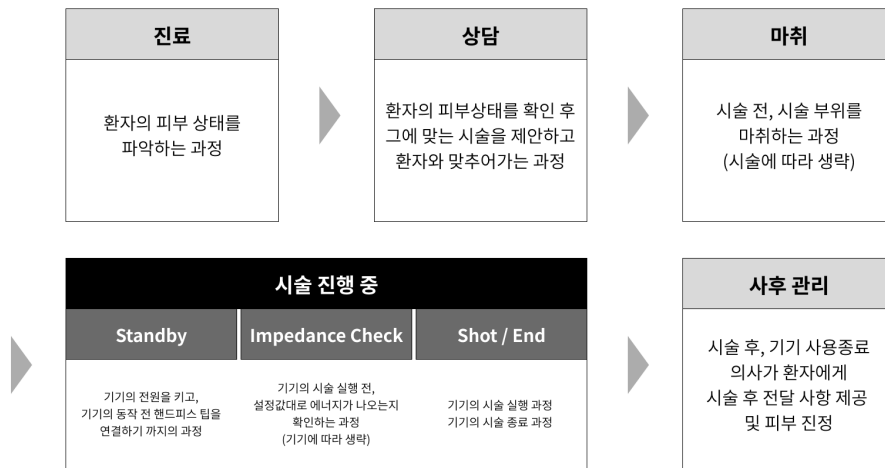 진료
환자의 피부 상태를
파악하는 과정
상담
환자의 피부상태를 확인 후
그에 맞는 시술을 제안하고
환자와 맞추어가는 과정
마취
시술 전, 시술 부위를
마취하는 과정
(시술에 따라 생략)
시술 진행 중
Standby
기기의 전원을 키고,
기기의 동작 전 핸드피스 팁을
연결하기 까지의 과정
Impedance Check
기기의 시술 실행 전,
설정값대로 에너지가 나오는지
확인하는 과정
(기기에 따라 생략)
Shot / End
기기의 시술 실행 과정
기기의 시술 종료 과정
사후 관리
시술 후, 기기 사용종료
의사가 환자에게
시술 후 전달 사항 제공
및 피부 진정